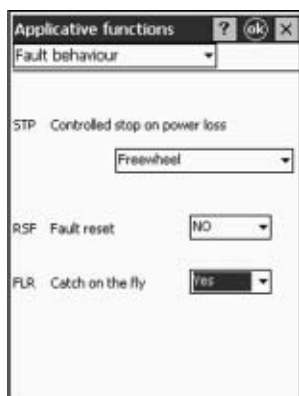 Applicative functions ? ok ×
Fault behaviour
STP Controlled stop on power loss
Freewheel
RSF Fault reset NO
FLR Catch on the fly Yes